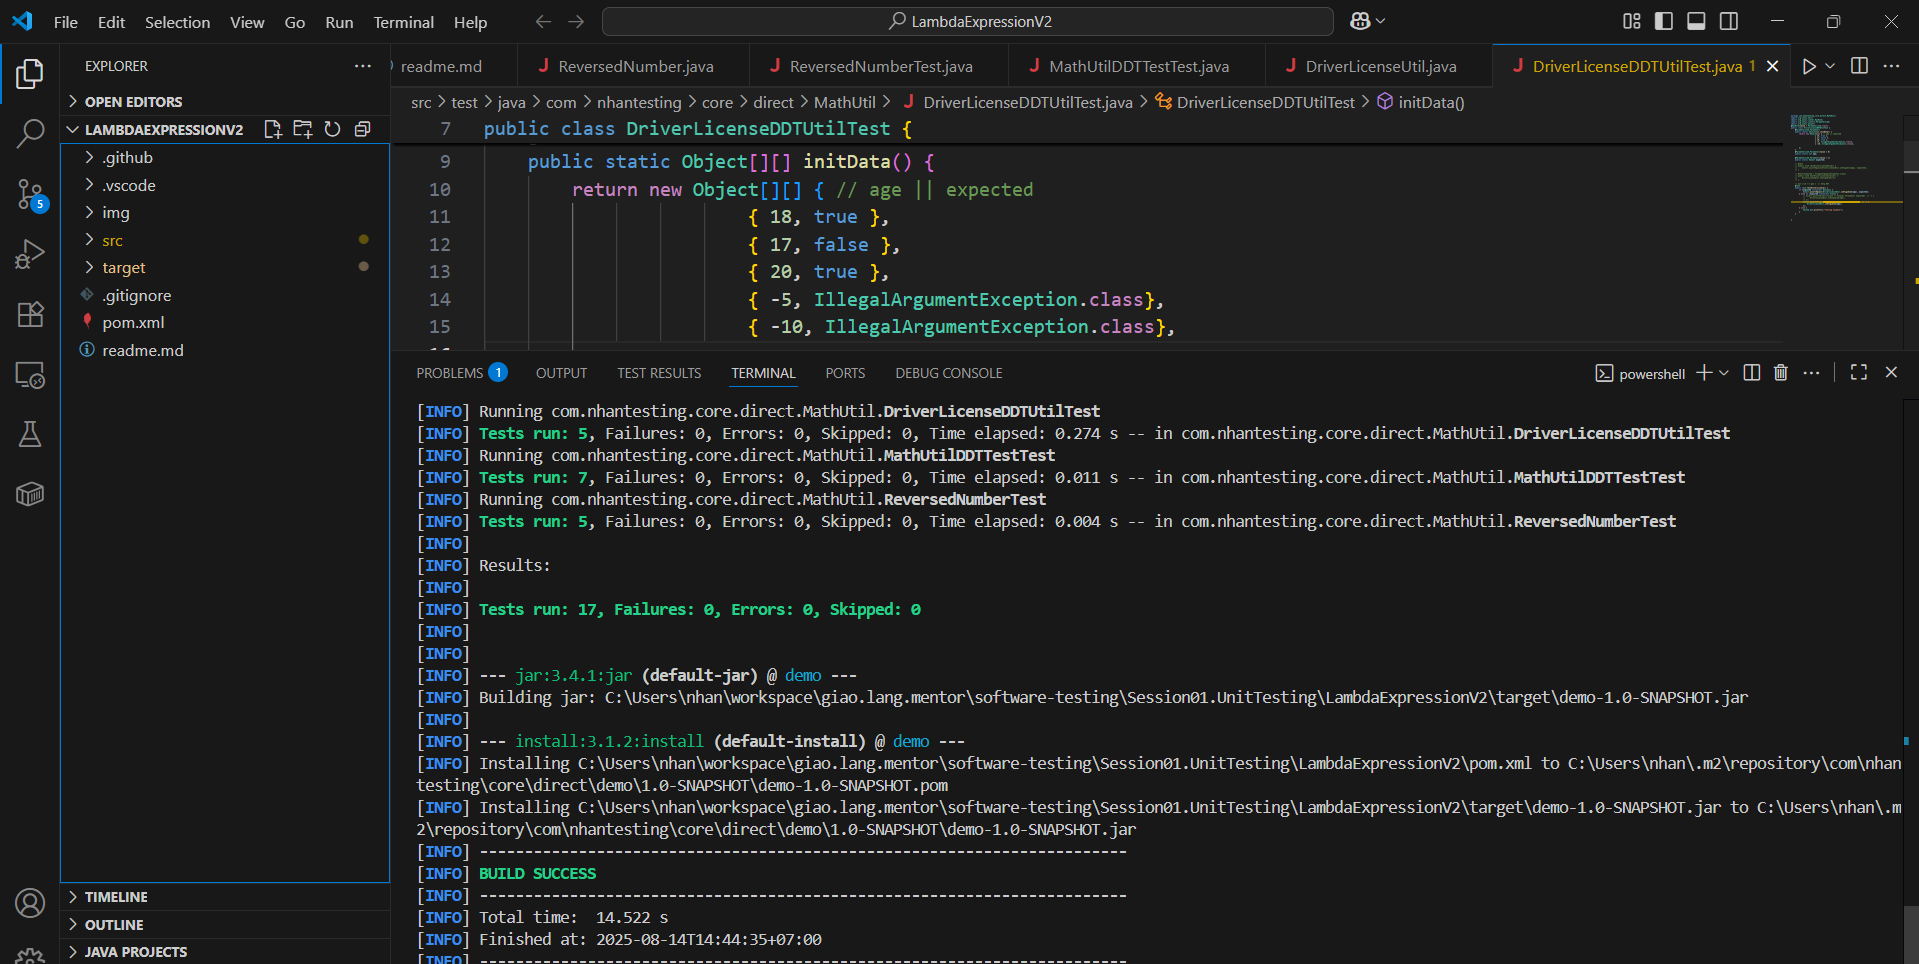 File Edit Selection View Go Run Terminal Help
LambdaExpressionV2
EXPLORER
readme.md
ReversedNumber.java
ReversedNumberTest.java
MathUtilDDTTestTest.java
DriverLicenseUtil.java
DriverLicenseDDTUtilTest.java 1
OPEN EDITORS
LAMBDAEXPRESSIONV2
.github
.vscode
img
src
target
.gitignore
pom.xml
readme.md
5
TIMELINE
OUTLINE
JAVA PROJECTS
src > test > java > com > nhantesting > core > direct > MathUtil > DriverLicenseDDTUtilTest.java > DriverLicenseDDTUtilTest > initData()
7 public class DriverLicenseDDTUtilTest {
9 public static Object[][] initData() {
10 return new Object[][] { // age || expected
11 { 18, true },
12 { 17, false },
13 { 20, true },
14 { -5, IllegalArgumentException.class},
15 { -10, IllegalArgumentException.class},
PROBLEMS 1 OUTPUT TEST RESULTS TERMINAL PORTS DEBUG CONSOLE
powershell
[INFO] Running com.nhantesting.core.direct.MathUtil.DriverLicenseDDTUtilTest
[INFO] Tests run: 5, Failures: 0, Errors: 0, Skipped: 0, Time elapsed: 0.274 s -- in com.nhantesting.core.direct.MathUtil.DriverLicenseDDTUtilTest
[INFO] Running com.nhantesting.core.direct.MathUtil.MathUtilDDTTestTest
[INFO] Tests run: 7, Failures: 0, Errors: 0, Skipped: 0, Time elapsed: 0.011 s -- in com.nhantesting.core.direct.MathUtil.MathUtilDDTTestTest
[INFO] Running com.nhantesting.core.direct.MathUtil.ReversedNumberTest
[INFO] Tests run: 5, Failures: 0, Errors: 0, Skipped: 0, Time elapsed: 0.004 s -- in com.nhantesting.core.direct.MathUtil.ReversedNumberTest
[INFO]
[INFO] Results:
[INFO]
[INFO] Tests run: 17, Failures: 0, Errors: 0, Skipped: 0
[INFO]
[INFO]
[INFO] --- jar:3.4.1:jar (default-jar) @ demo ---
[INFO] Building jar: C:\Users\nhan\workspace\giao.lang.mentor\software-testing\Session01.UnitTesting\LambdaExpressionV2\target\demo-1.0-SNAPSHOT.jar
[INFO]
[INFO] --- install:3.1.2:install (default-install) @ demo ---
[INFO] Installing C:\Users\nhan\workspace\giao.lang.mentor\software-testing\Session01.UnitTesting\LambdaExpressionV2\pom.xml to C:\Users\nhan\.m2\repository\com\nhan
testing\core\direct\demo\1.0-SNAPSHOT\demo-1.0-SNAPSHOT.pom
[INFO] Installing C:\Users\nhan\workspace\giao.lang.mentor\software-testing\Session01.UnitTesting\LambdaExpressionV2\target\demo-1.0-SNAPSHOT.jar to C:\Users\nhan\.m
2\repository\com\nhantesting\core\direct\demo\1.0-SNAPSHOT\demo-1.0-SNAPSHOT.jar
[INFO] ------------------------------------------------------------------------
[INFO] BUILD SUCCESS
[INFO] ------------------------------------------------------------------------
[INFO] Total time:  14.522 s
[INFO] Finished at: 2025-08-14T14:44:35+07:00
[INFO] ------------------------------------------------------------------------